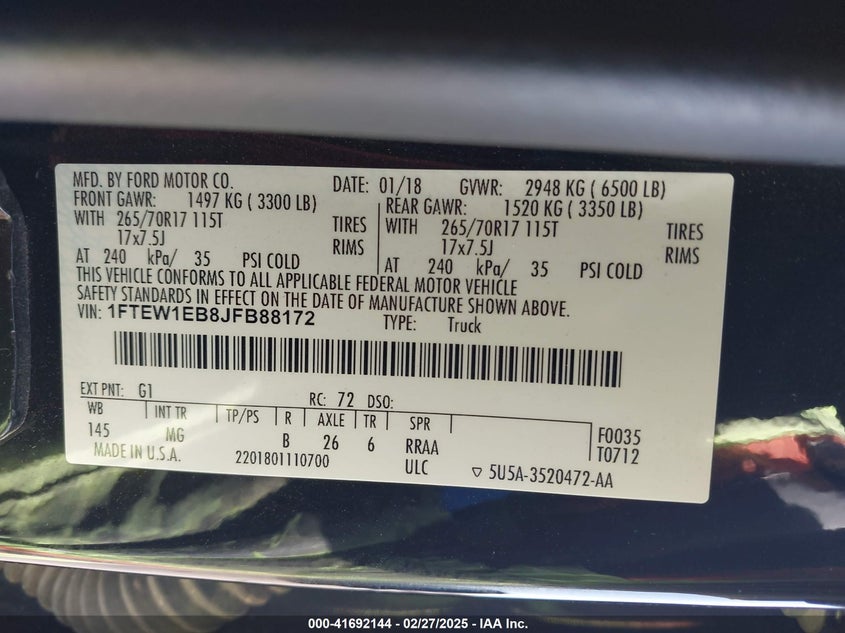 MFD. BY FORD MOTOR CO. DATE: 01/18 GVWR: 2948 KG ( 6500 LB)
FRONT GAWR: 1497 KG ( 3300 LB) REAR GAWR: 1520 KG ( 3350 LB)
WITH 265/70R17 115T TIRES WITH 265/70R17 115T TIRES
17x7.5J RIMS 17x7.5J RIMS
AT 240 kPa/ 35 PSI COLD AT 240 kPa/ 35 PSI COLD
THIS VEHICLE CONFORMS TO ALL APPLICABLE FEDERAL MOTOR VEHICLE
SAFETY STANDARDS IN EFFECT ON THE DATE OF MANUFACTURE SHOWN ABOVE.
VIN: 1FTEW1EB8JFB88172 TYPE: Truck
EXT PNT: G1 RC: 72 DSO:
WB INT TR TP/PS R AXLE TR SPR
145 MG B 26 6 RRAA F0035
MADE IN U.S.A. 2201801110700 ULC T0712
▽ 5U5A-3520472-AA
000-41692144 - 02/27/2025 - IAA Inc.